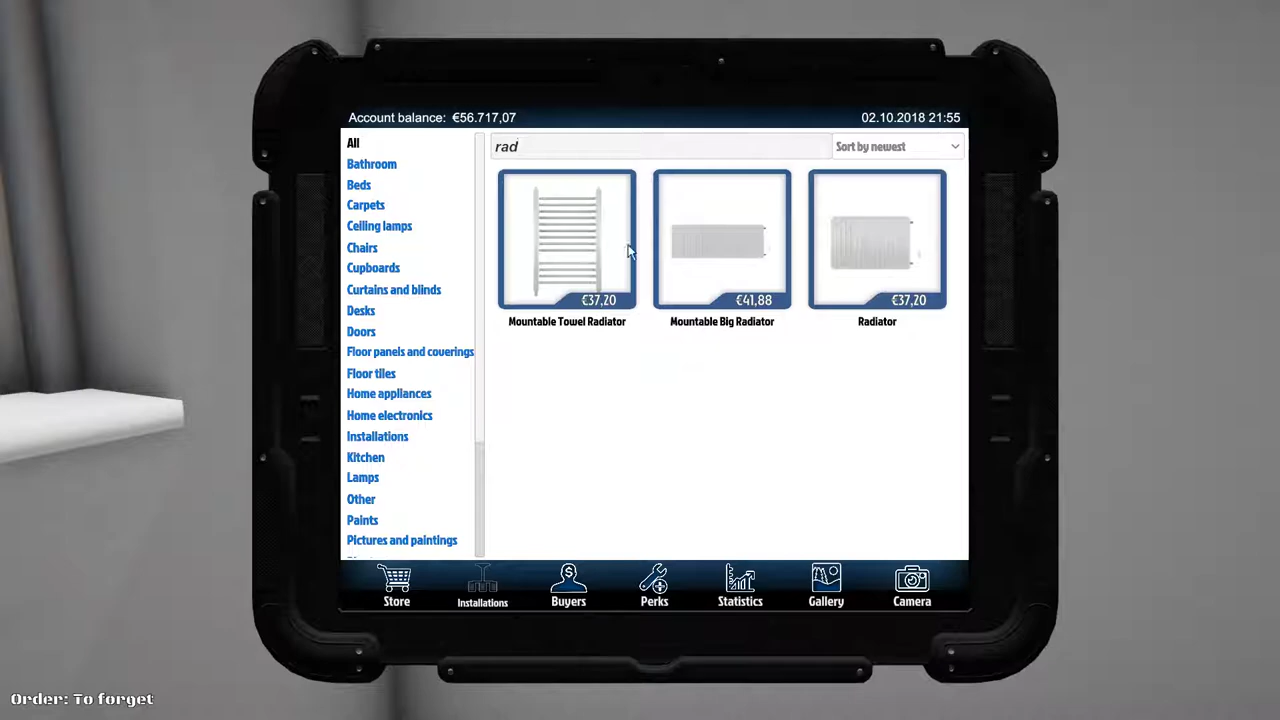 Account balance: €56.717,07
02.10.2018 21:55
All
Bathroom
Beds
Carpets
Ceiling lamps
Chairs
Cupboards
Curtains and blinds
Desks
Doors
Floor panels and coverings
Floor tiles
Home appliances
Home electronics
Installations
Kitchen
Lamps
Other
Paints
Pictures and paintings
rad
Sort by newest
€37,20
€41,88
€37,20
Mountable Towel Radiator
Mountable Big Radiator
Radiator
Store
Installations
Buyers
Perks
Statistics
Gallery
Camera
Order: To forget